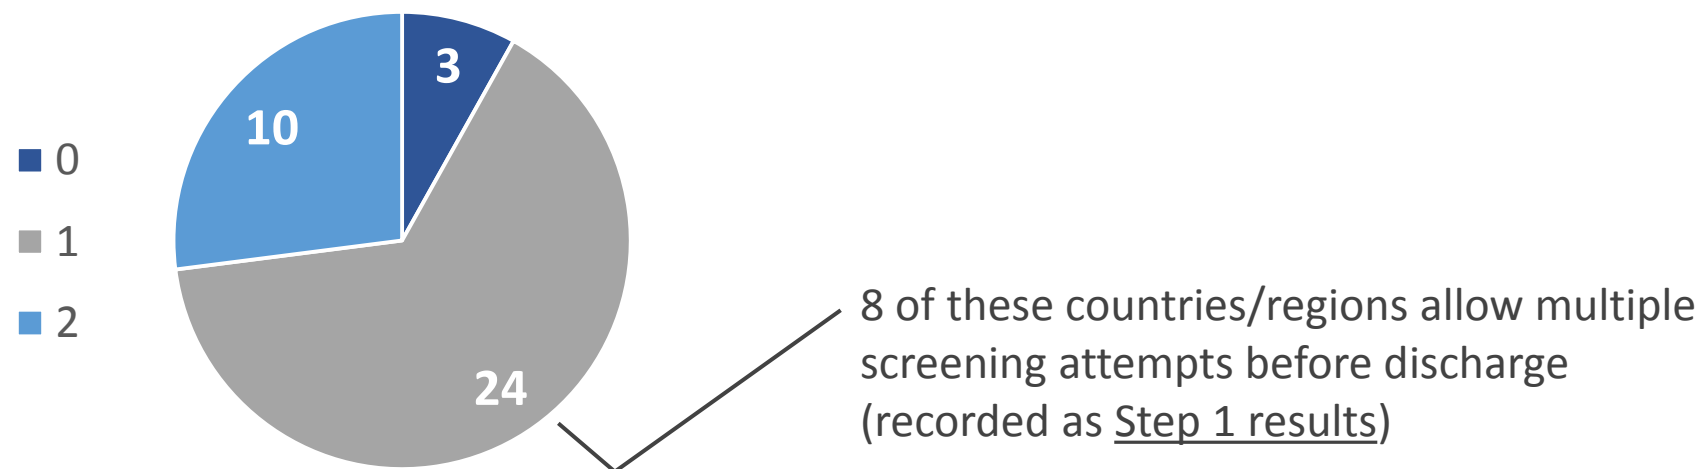 0
1
2
3
10
24
8 of these countries/regions allow multiple
screening attempts before discharge
(recorded as Step 1 results)